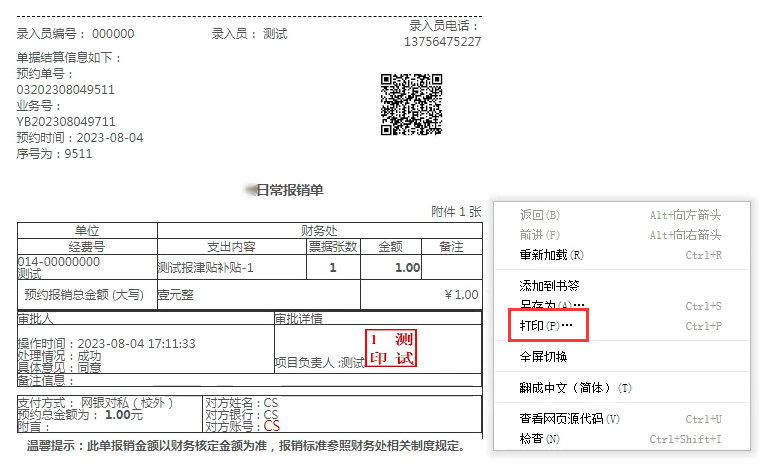 录入员编号： 000000 录入员： 测试 录入员电话：
13756475227
单据结算信息如下：
预约单号：
03202308049511
业务号：
YB202308049711
预约时间：2023-08-04
序号为：9511
日常报销单
附件 1 张
单位 财务处
经费号 支出内容 票据张数 金额 备注
014-00000000
测试 测试报津贴补贴-1 1 1.00
预约报销总金额 (大写) 壹元整 ￥1.00
审批人 审批详情
操作时间：2023-08-04 17:11:33
处理情况：成功
具体意见：同意
项目负责人 :测试
1 测
印 试
备注信息：
支付方式： 网银对私（校外） 对方姓名：CS
预约总金额为： 1.00元 对方银行：CS
附言： 对方账号：CS
温馨提示：此单报销金额以财务核定金额为准，报销标准参照财务处相关制度规定。
返回(B) Alt+向左箭头
前进(F) Alt+向右箭头
重新加载(R) Ctrl+R
添加到书签
另存为(A)… Ctrl+S
打印(P)… Ctrl+P
全屏切换
翻成中文（简体）(T)
查看网页源代码(V) Ctrl+U
检查(N) Ctrl+Shift+I